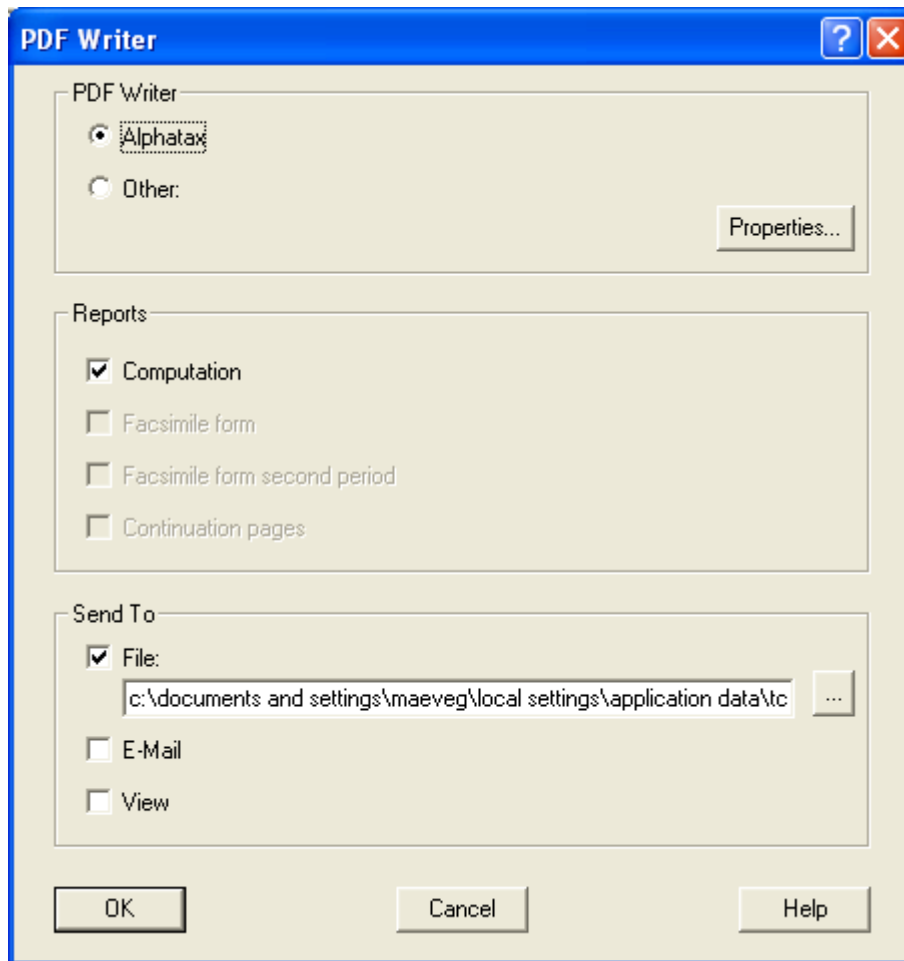 PDF Writer
PDF Writer
Alphatax
Other:
Properties...
Reports
Computation
Facsimile form
Facsimile form second period
Continuation pages
Send To
File:
c:\documents and settings\maeveg\local settings\application data\tc
...
E-Mail
View
OK
Cancel
Help